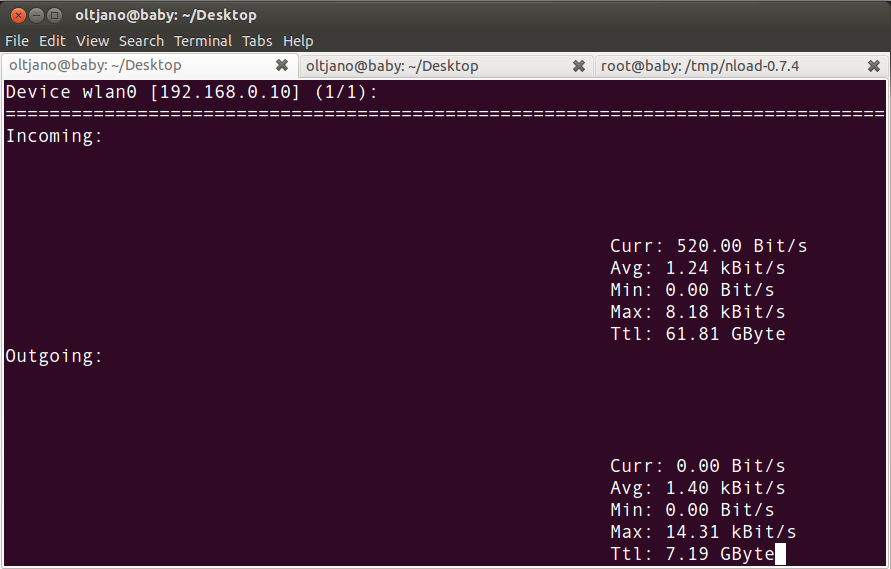 oltjano@baby: ~/Desktop
File Edit View Search Terminal Tabs Help
oltjano@baby: ~/Desktop oltjano@baby: ~/Desktop root@baby: /tmp/nload-0.7.4
Device wlan0 [192.168.0.10] (1/1):
================================================================================
Incoming:
Curr: 520.00 Bit/s
Avg: 1.24 kBit/s
Min: 0.00 Bit/s
Max: 8.18 kBit/s
Ttl: 61.81 GByte
Outgoing:
Curr: 0.00 Bit/s
Avg: 1.40 kBit/s
Min: 0.00 Bit/s
Max: 14.31 kBit/s
Ttl: 7.19 GByte